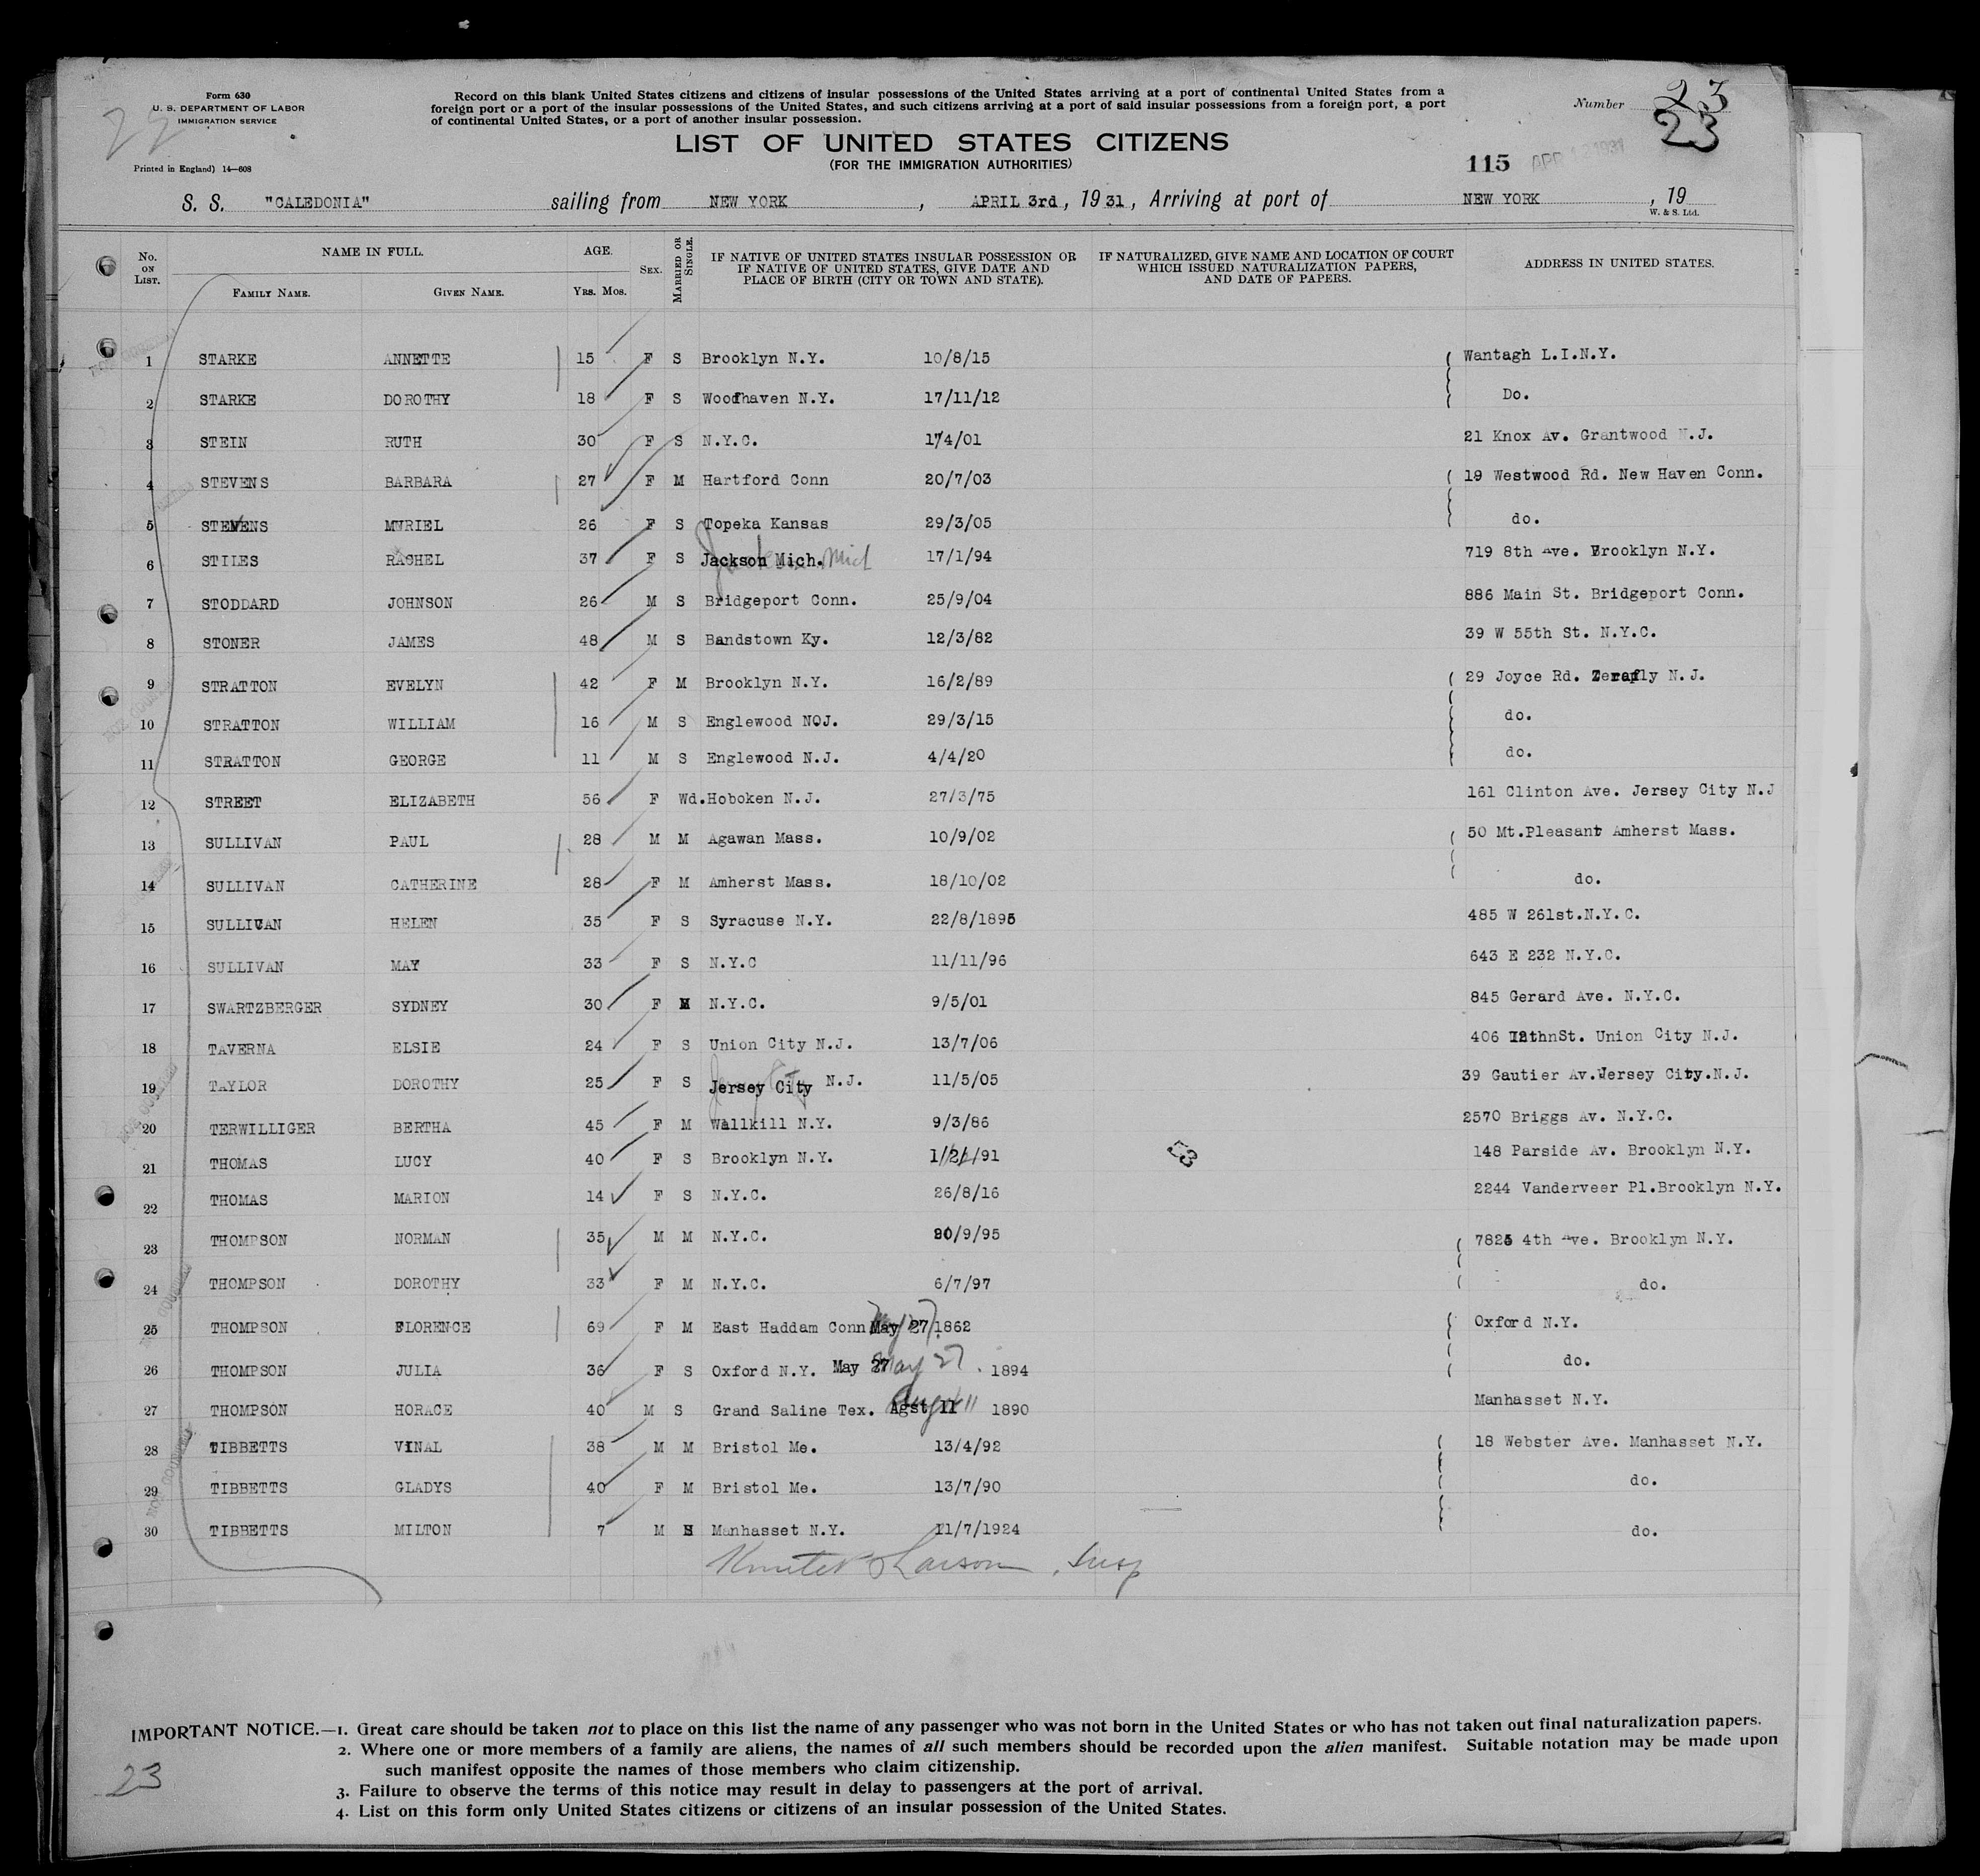 Form 630
U. S. DEPARTMENT OF LABOR
IMMIGRATION SERVICE
Printed in England) 14—608
Record on this blank United States citizens and citizens of insular possessions of the United States arriving at a port of continental United States from a
foreign port or a port of the insular possessions of the United States, and such citizens arriving at a port of said insular possessions from a foreign port, a port
of continental United States, or a port of another insular possession.
Number 23
23
LIST OF UNITED STATES CITIZENS
(FOR THE IMMIGRATION AUTHORITIES)
115 APR 12 1931
S. S. "CALEDONIA" sailing from NEW YORK, APRIL 3rd, 1931, Arriving at port of NEW YORK, 19
W. & S. Ltd.
No. ON LIST. NAME IN FULL. FAMILY NAME. GIVEN NAME. AGE. YRS. MOS. SEX. MARRIED OR SINGLE. IF NATIVE OF UNITED STATES INSULAR POSSESSION OR IF NATIVE OF UNITED STATES, GIVE DATE AND PLACE OF BIRTH (CITY OR TOWN AND STATE). IF NATURALIZED, GIVE NAME AND LOCATION OF COURT WHICH ISSUED NATURALIZATION PAPERS, AND DATE OF PAPERS. ADDRESS IN UNITED STATES.
1 STARKE ANNETTE 15 F S Brooklyn N.Y. 10/8/15 Wantagh L.I.N.Y.
2 STARKE DOROTHY 18 F S Woodhaven N.Y. 17/11/12 Do.
3 STEIN RUTH 30 F S N.Y.C. 1/4/01 21 Knox Av. Grantwood N.J.
4 STEVENS BARBARA 27 F M Hartford Conn 20/7/03 19 Westwood Rd. New Haven Conn.
5 STEVENS MURIEL 26 F S Topeka Kansas 29/3/05 do.
6 STILES RACHEL 37 F S Jackson Mich. Mich 17/1/94 719 8th Ave. Brooklyn N.Y.
7 STODDARD JOHNSON 26 M S Bridgeport Conn. 25/9/04 886 Main St. Bridgeport Conn.
8 STONER JAMES 48 M S Bandstown Ky. 12/3/82 39 W 55th St. N.Y.C.
9 STRATTON EVELYN 42 F M Brooklyn N.Y. 16/2/89 29 Joyce Rd. N.J.
10 STRATTON WILLIAM 16 M S Englewood NOJ. 29/3/15 do.
11 STRATTON GEORGE 11 M S Englewood N.J. 4/4/20 do.
12 STREET ELIZABETH 56 F Wd. Hoboken N.J. 27/3/75 161 Clinton Ave. Jersey City N.J
13 SULLIVAN PAUL 28 M M Agawan Mass. 10/9/02 50 Mt.Pleasant Amherst Mass.
14 SULLIVAN CATHERINE 28 F M Amherst Mass. 18/10/02 do.
15 SULLIVAN HELEN 35 F S Syracuse N.Y. 22/8/1895 485 W 261st.N.Y.C.
16 SULLIVAN MAY 33 F S N.Y.C 11/11/96 643 E 232 N.Y.C.
17 SWARTZBERGER SYDNEY 30 F N.Y.C. 9/5/01 845 Gerard Ave. N.Y.C.
18 TAVERNA ELSIE 24 F S Union City N.J. 13/7/06 406 St. Union City N.J.
19 TAYLOR DOROTHY 25 F S Jersey City N.J. 11/5/05 39 Gautier Av.Jersey City.N.J.
20 TERWILLIGER BERTHA 45 F M Wallkill N.Y. 9/3/86 2570 Briggs Av. N.Y.C.
21 THOMAS LUCY 40 F S Brooklyn N.Y. 148 Parside Av. Brooklyn N.Y.
22 THOMAS MARION 14 F S N.Y.C. 26/8/16 2244 Vanderveer Pl.Brooklyn N.Y.
23 THOMPSON NORMAN 35 M M N.Y.C. /9/95 7825 4th Ave. Brooklyn N.Y.
24 THOMPSON DOROTHY 33 F M N.Y.C. 6/7/97 do.
25 THOMPSON FLORENCE 69 F M East Haddam Conn May 27 1862 Oxford N.Y.
26 THOMPSON JULIA 36 F S Oxford N.Y. May 27 May 27 1894 do.
27 THOMPSON HORACE 40 M S Grand Saline Tex. Agst 11 1890 Manhasset N.Y.
28 TIBBETTS VINAL 38 M M Bristol Me. 13/4/92 18 Webster Ave. Manhasset N.Y.
29 TIBBETTS GLADYS 40 F M Bristol Me. 13/7/90 do.
30 TIBBETTS MILTON 7 M S Manhasset N.Y. 11/7/1924 do.
Larson, Insp
IMPORTANT NOTICE.—1. Great care should be taken not to place on this list the name of any passenger who was not born in the United States or who has not taken out final naturalization papers.
2. Where one or more members of a family are aliens, the names of all such members should be recorded upon the alien manifest. Suitable notation may be made upon
such manifest opposite the names of those members who claim citizenship.
3. Failure to observe the terms of this notice may result in delay to passengers at the port of arrival.
4. List on this form only United States citizens or citizens of an insular possession of the United States.
23